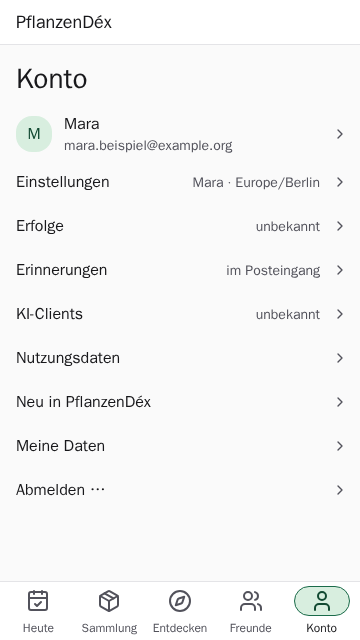 PflanzenDéx
Konto
M
Mara
mara.beispiel@example.org
Einstellungen Mara · Europe/Berlin
Erfolge unbekannt
Erinnerungen im Posteingang
KI-Clients unbekannt
Nutzungsdaten
Neu in PflanzenDéx
Meine Daten
Abmelden ···
Heute Sammlung Entdecken Freunde Konto